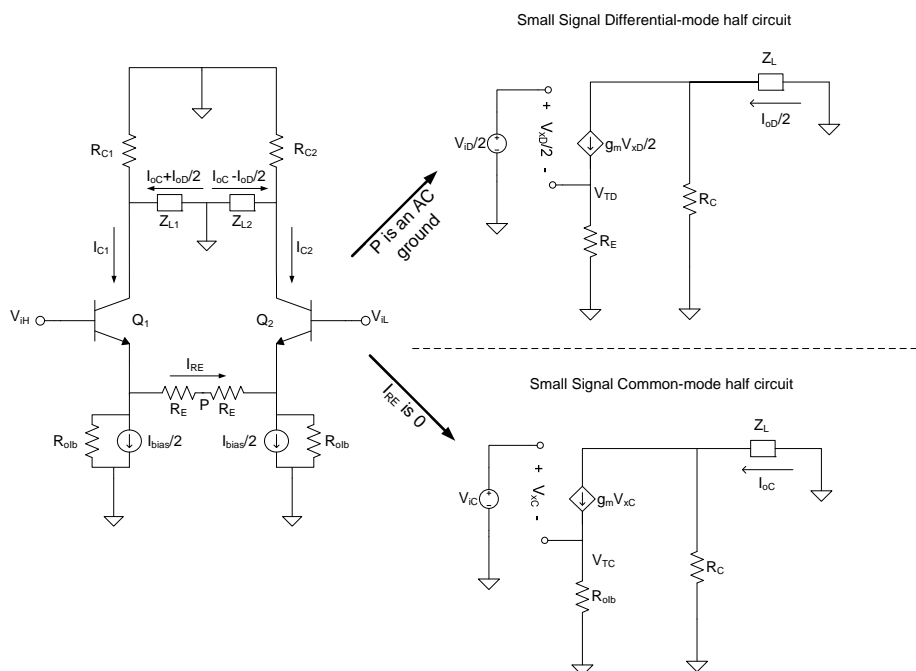 Small Signal Differential-mode half circuit
R_C1
R_C2
I_oC+I_oD/2
I_oC-I_oD/2
Z_L1
Z_L2
I_C1
I_C2
V_iH
Q_1
Q_2
V_iL
I_RE
R_E
P
R_E
R_oIb
I_bias/2
I_bias/2
R_oIb
P is an AC
ground
I_RE is 0
V_iD/2
+ V_xD/2 -
g_mV_xD/2
V_TD
R_E
R_C
Z_L
I_oD/2
Small Signal Common-mode half circuit
V_iC
+ V_xC -
g_mV_xC
V_TC
R_oIb
R_C
Z_L
I_oC